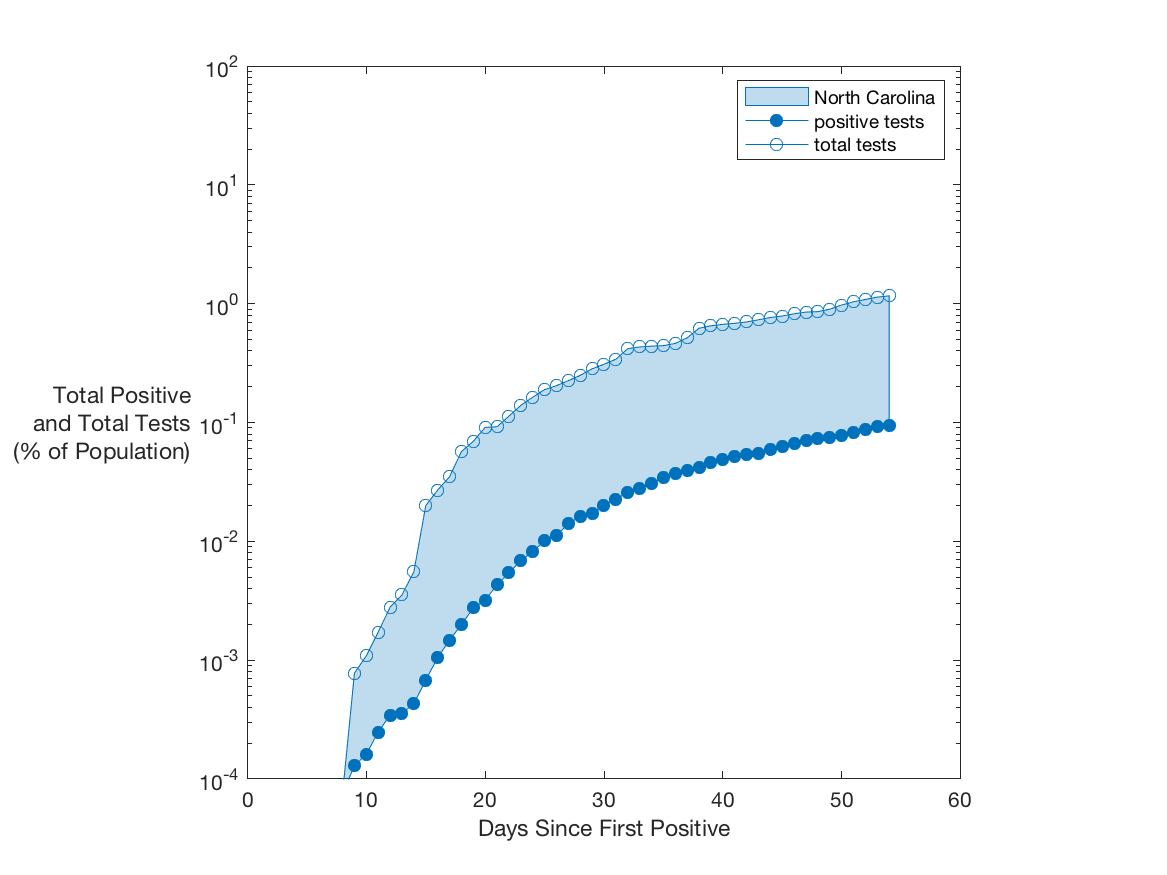 10^2
10^1
10^0
10^-1
10^-2
10^-3
10^-4
Total Positive
and Total Tests
(% of Population)
North Carolina
positive tests
total tests
0 10 20 30 40 50 60
Days Since First Positive